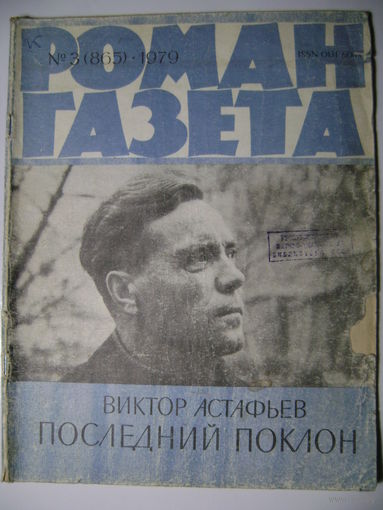 РОМАН
№ 3 (865) · 1979
ISSN
ГАЗЕТА
ВИКТОР АСТАФЬЕВ
ПОСЛЕДНИЙ ПОКЛОН